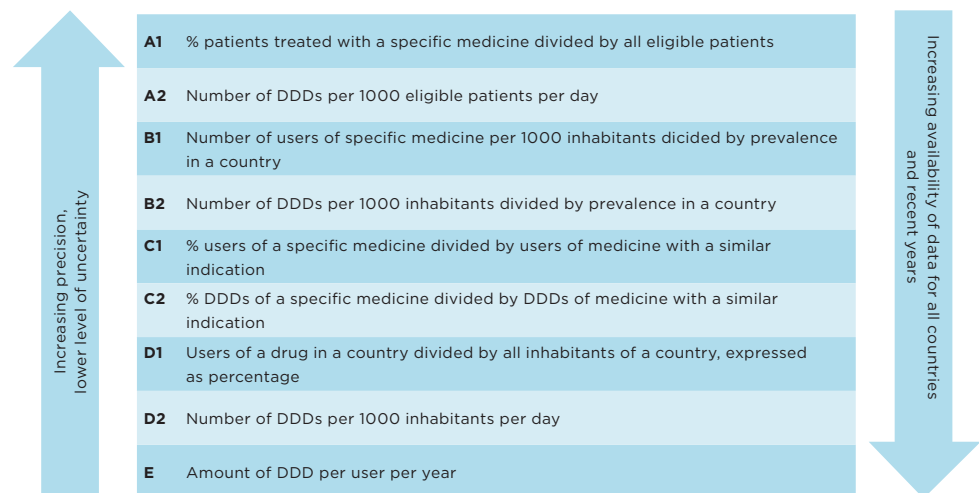 Increasing precision,
lower level of uncertainty
A1 % patients treated with a specific medicine divided by all eligible patients
A2 Number of DDDs per 1000 eligible patients per day
B1 Number of users of specific medicine per 1000 inhabitants dicided by prevalence
in a country
B2 Number of DDDs per 1000 inhabitants divided by prevalence in a country
C1 % users of a specific medicine divided by users of medicine with a similar
indication
C2 % DDDs of a specific medicine divided by DDDs of medicine with a similar
indication
D1 Users of a drug in a country divided by all inhabitants of a country, expressed
as percentage
D2 Number of DDDs per 1000 inhabitants per day
E Amount of DDD per user per year
Increasing availability of data for all countries
and recent years